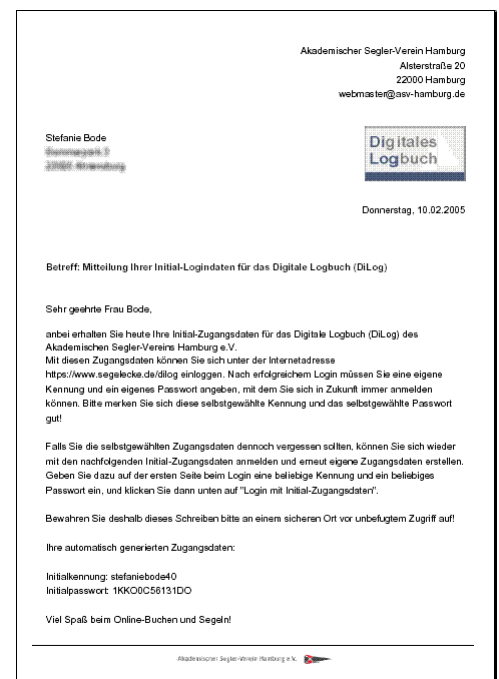 Akademischer Segler-Verein Hamburg
Alsterstraße 20
22000 Hamburg
webmaster@asv-hamburg.de
Stefanie Bode
Digitales
Logbuch
Donnerstag, 10.02.2005
Betreff: Mitteilung Ihrer Initial-Logindaten für das Digitale Logbuch (DiLog)
Sehr geehrte Frau Bode,
anbei erhalten Sie heute Ihre Initial-Zugangsdaten für das Digitale Logbuch (DiLog) des
Akademischen Segler-Vereins Hamburg e.V.
Mit diesen Zugangsdaten können Sie sich unter der Internetadresse
https://www.segelecke.de/dilog einloggen. Nach erfolgreichem Login müssen Sie eine eigene
Kennung und ein eigenes Passwort angeben, mit dem Sie sich in Zukunft immer anmelden
können. Bitte merken Sie sich diese selbstgewählte Kennung und das selbstgewählte Passwort
gut!
Falls Sie die selbstgewählten Zugangsdaten dennoch vergessen sollten, können Sie sich wieder
mit den nachfolgenden Initial-Zugangsdaten anmelden und erneut eigene Zugangsdaten erstellen.
Geben Sie dazu auf der ersten Seite beim Login eine beliebige Kennung und ein beliebiges
Passwort ein, und klicken Sie dann unten auf "Login mit Initial-Zugangsdaten".
Bewahren Sie deshalb dieses Schreiben bitte an einem sicheren Ort vor unbefugtem Zugriff auf!
Ihre automatisch generierten Zugangsdaten:
Initialkennung: stefaniebode40
Initialpasswort: 1KKO0C56131DO
Viel Spaß beim Online-Buchen und Segeln!
Akademischer Segler-Verein Hamburg e.V.